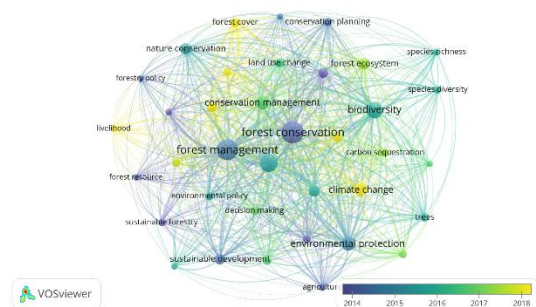 forest cover
conservation planning
nature conservation
species richness
land use change
forest ecosystem
forestry policy
species diversity
conservation management
biodiversity
livelihood
forest conservation
forest management
carbon sequestration
forest resource
climate change
environmental policy
decision making
trees
sustainable forestry
environmental protection
sustainable development
agricultur
VOSviewer
2014 2015 2016 2017 2018